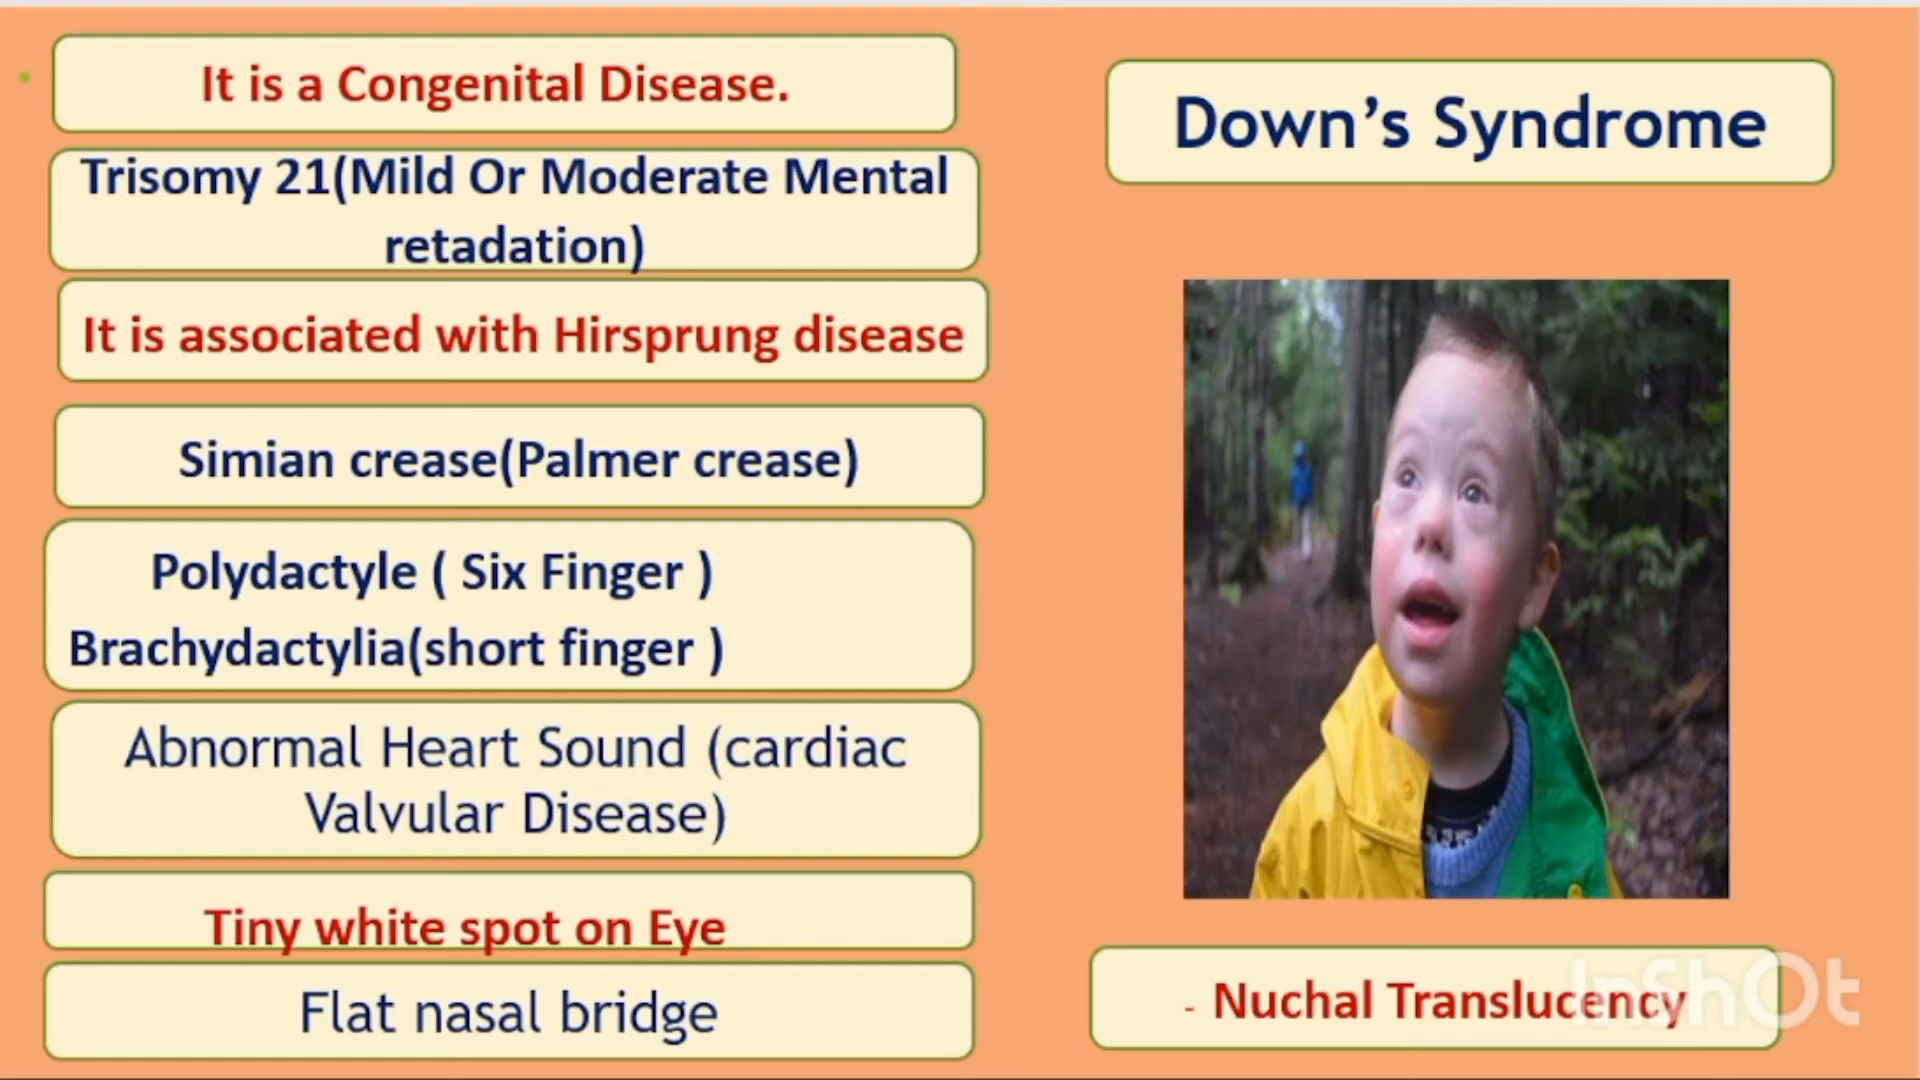 It is a Congenital Disease.
Trisomy 21(Mild Or Moderate Mental
retadation)
It is associated with Hirsprung disease
Simian crease(Palmer crease)
Polydactyle ( Six Finger )
Brachydactylia(short finger )
Abnormal Heart Sound (cardiac
Valvular Disease)
Tiny white spot on Eye
Flat nasal bridge
Down’s Syndrome
- Nuchal Translucency
InShOt